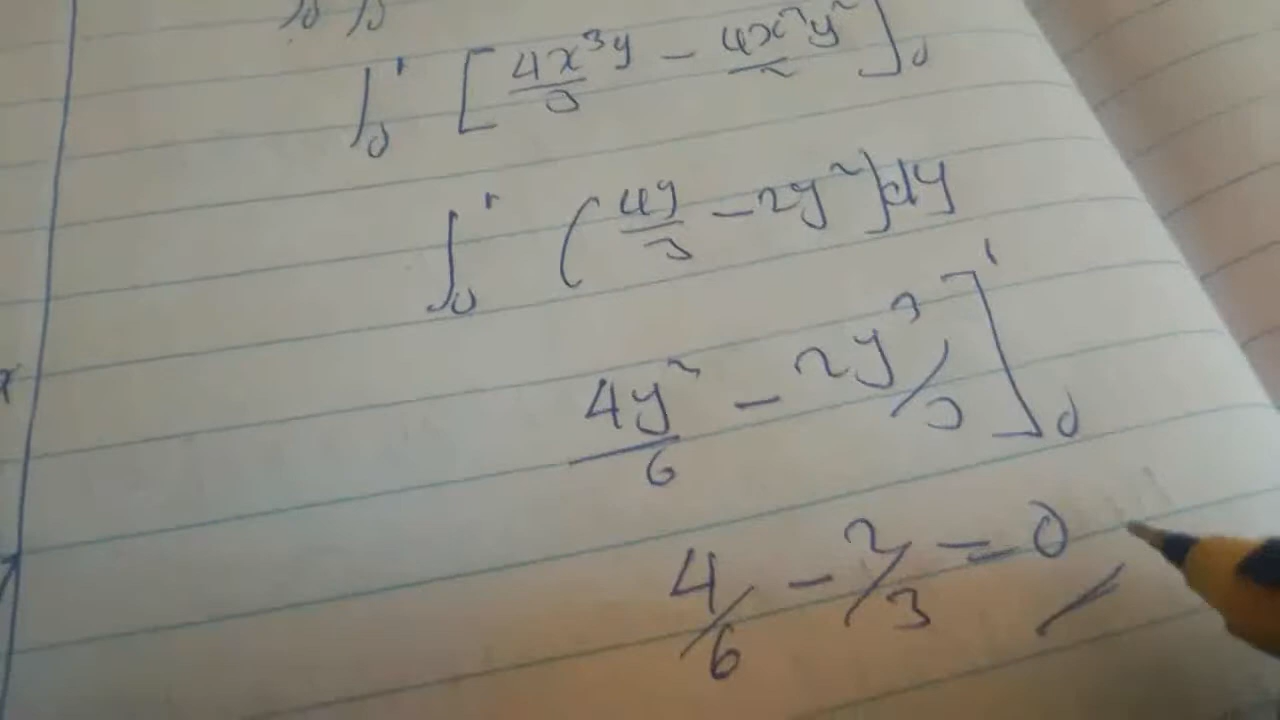 ∫₀¹ [4x³y/3 − 4x²y²/2]₀
∫₀¹ (4y/3 − 2y²)dy
4y²/6 − 2y³/3]₀¹
4/6 − 2/3 = 0